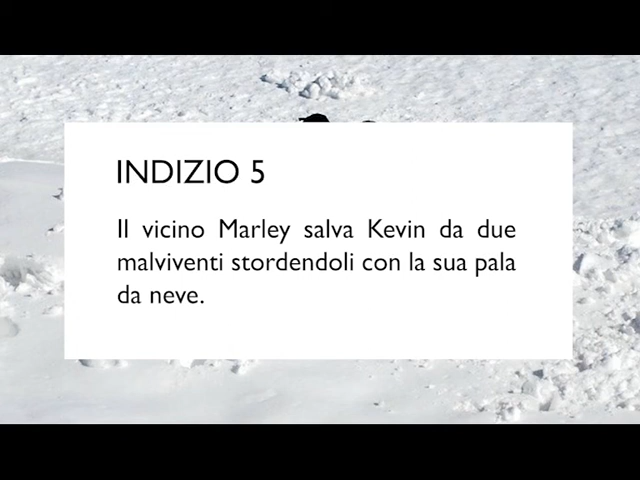 INDIZIO 5
Il vicino Marley salva Kevin da due
malviventi stordendoli con la sua pala
da neve.